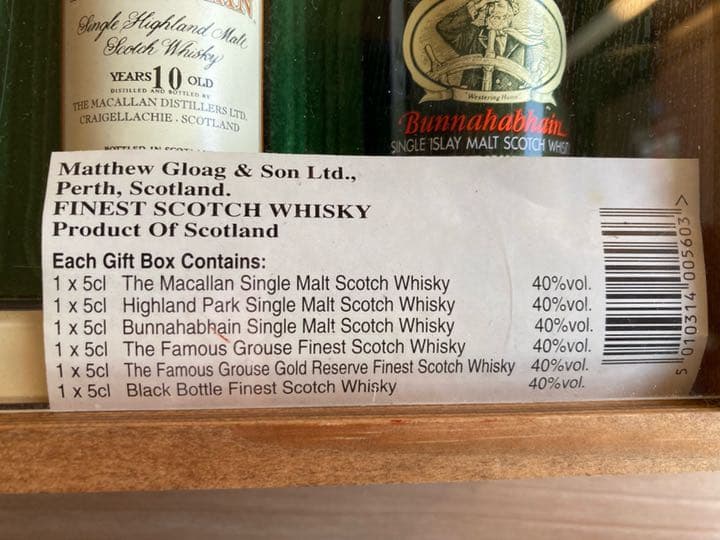 Single Highland Malt
Scotch Whisky
YEARS 10 OLD
DISTILLED AND BOTTLED BY
THE MACALLAN DISTILLERS LTD.
CRAIGELLACHIE . SCOTLAND
BOTTLED IN
"Westering Home"
Bunnahabhain
SINGLE ISLAY MALT SCOTCH
Matthew Gloag & Son Ltd.,
Perth, Scotland.
FINEST SCOTCH WHISKY
Product Of Scotland
Each Gift Box Contains:
1 x 5cl The Macallan Single Malt Scotch Whisky 40%vol.
1 x 5cl Highland Park Single Malt Scotch Whisky 40%vol.
1 x 5cl Bunnahabhain Single Malt Scotch Whisky 40%vol.
1 x 5cl The Famous Grouse Finest Scotch Whisky 40%vol.
1 x 5cl The Famous Grouse Gold Reserve Finest Scotch Whisky 40%vol.
1 x 5cl Black Bottle Finest Scotch Whisky 40%vol.
5 010314 005603 >